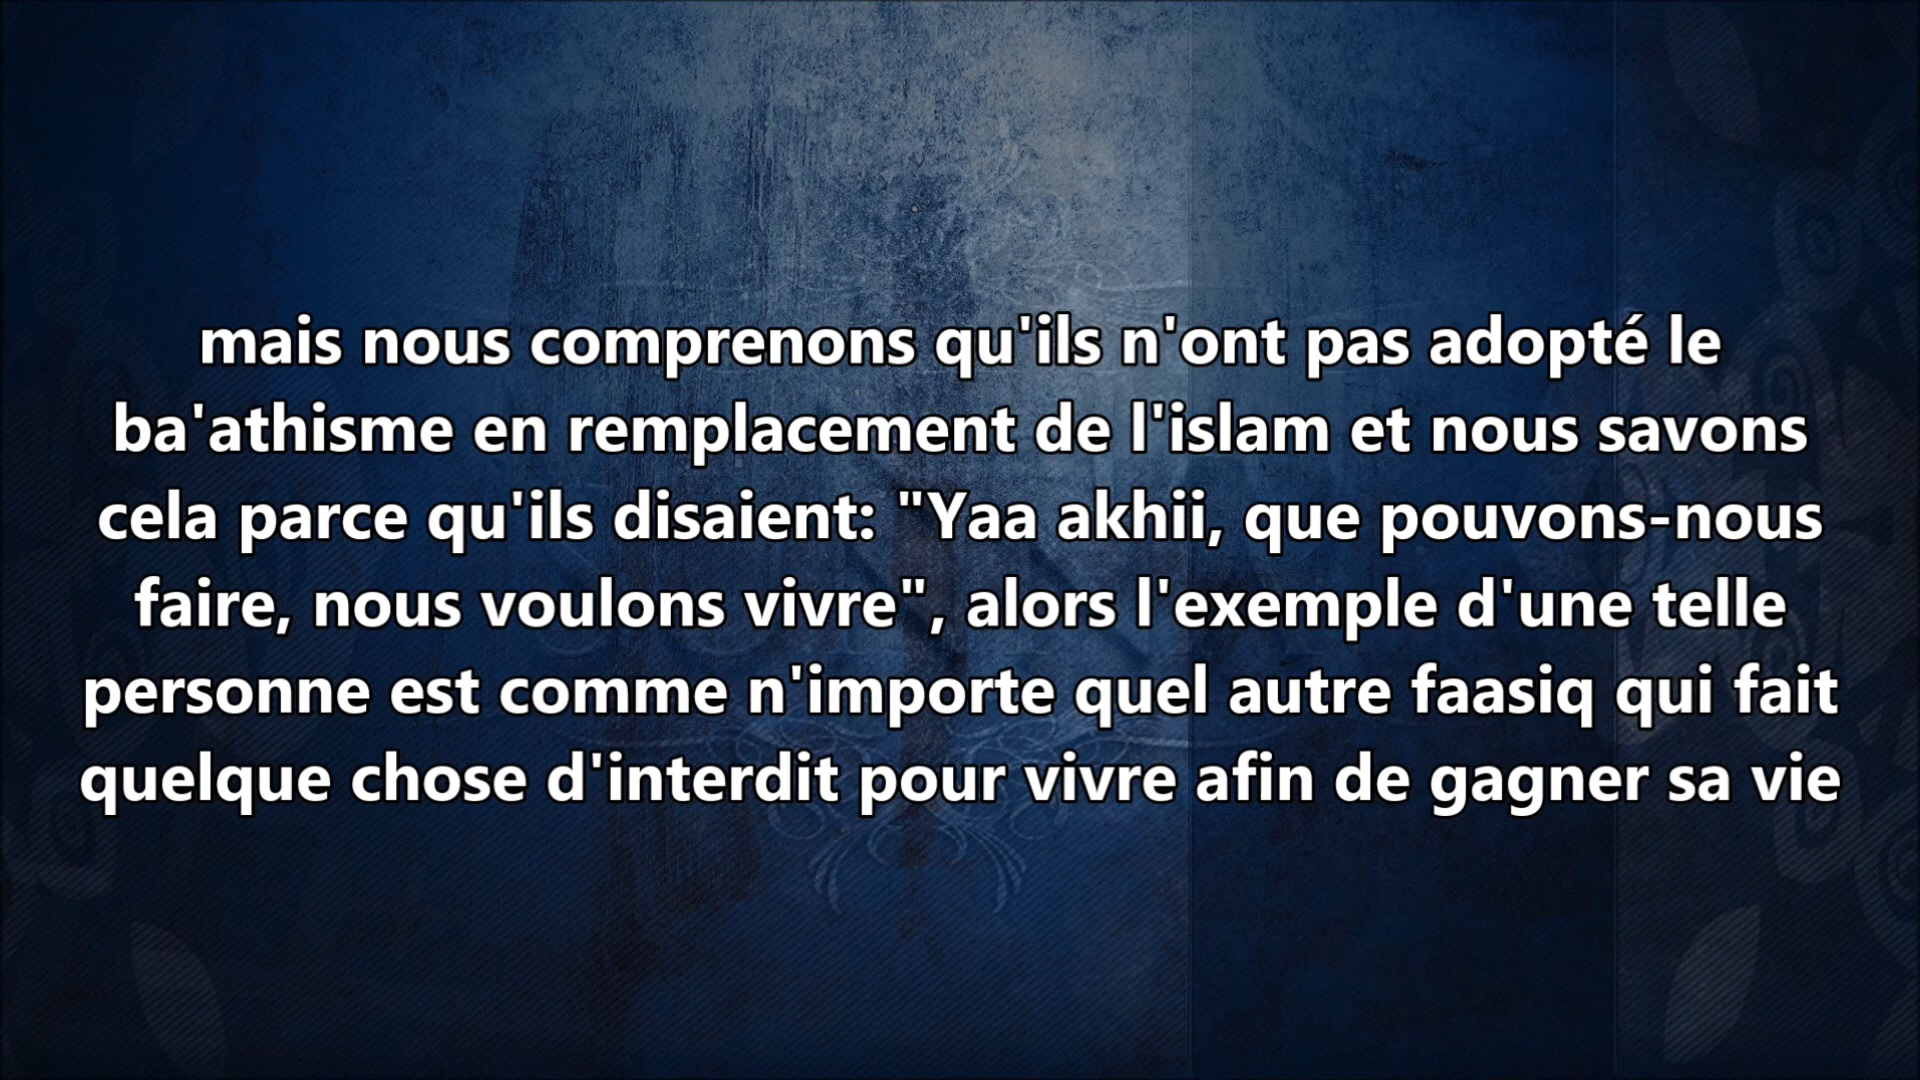 mais nous comprenons qu'ils n'ont pas adopté le
ba'athisme en remplacement de l'islam et nous savons
cela parce qu'ils disaient: "Yaa akhii, que pouvons-nous
faire, nous voulons vivre", alors l'exemple d'une telle
personne est comme n'importe quel autre faasiq qui fait
quelque chose d'interdit pour vivre afin de gagner sa vie